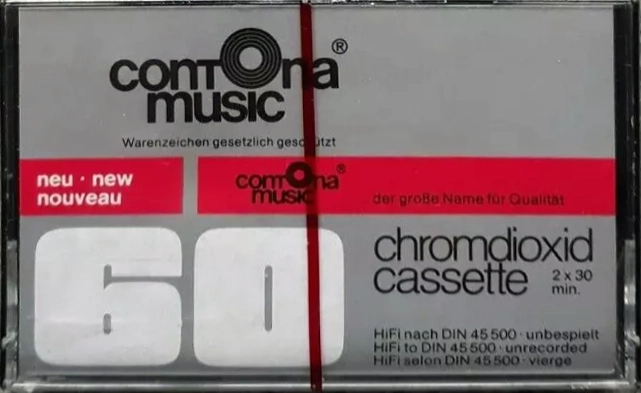 contOna ®
music
Warenzeichen gesetzlich geschützt
neu · new
nouveau
contOna ®
music
der große Name für Qualität
60
chromdioxid
cassette 2 x 30
min.
HiFi nach DIN 45 500 · unbespielt
HiFi to DIN 45 500 · unrecorded
HiFi selon DIN 45 500 · vierge